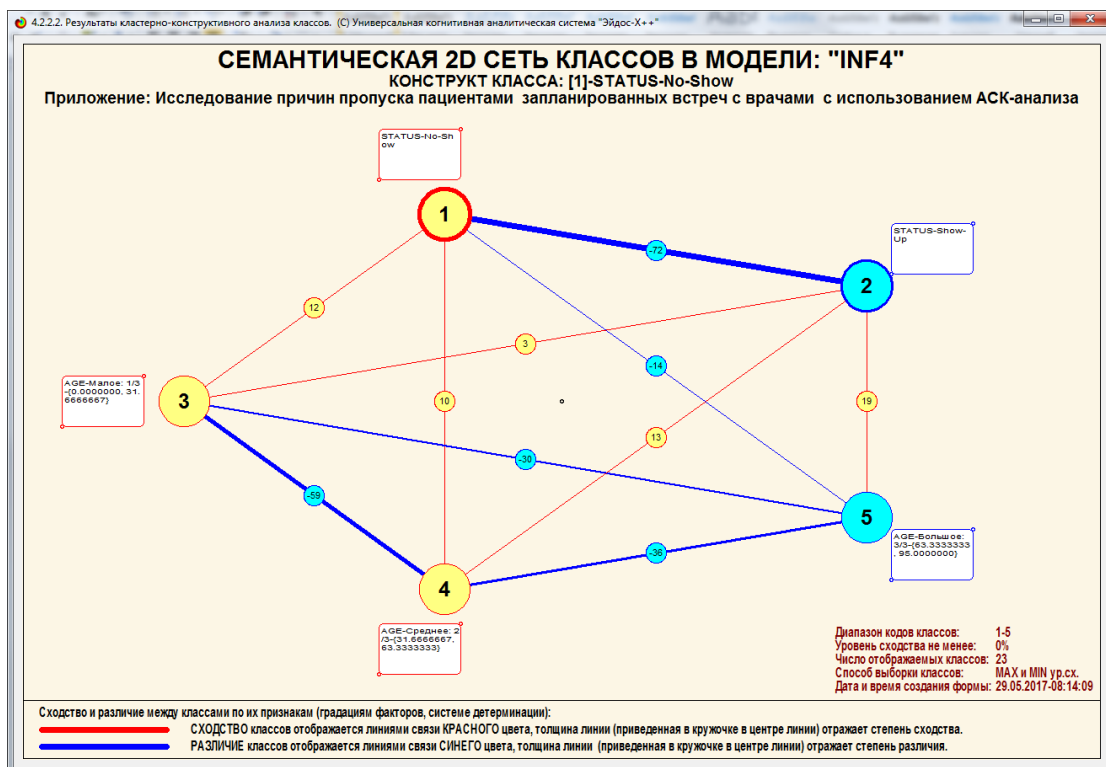 4.2.2.2. Результаты кластерно-конструктивного анализа классов. (C) Универсальная когнитивная аналитическая система "Эйдос-X++"
СЕМАНТИЧЕСКАЯ 2D СЕТЬ КЛАССОВ В МОДЕЛИ: "INF4"
КОНСТРУКТ КЛАССА: [1]-STATUS-No-Show
Приложение: Исследование причин пропуска пациентами запланированных встреч с врачами с использованием АСК-анализа
STATUS-No-Sh
ow
1
-72
STATUS-Show-
Up
2
12
3
-14
AGE-Малое: 1/3
-{0.0000000, 31.
6666667}
3
10
19
13
-30
-59
5
AGE-Большое:
3/3-{63.3333333
, 95.0000000}
-36
4
AGE-Среднее: 2
/3-{31.6666667,
63.3333333}
Диапазон кодов классов: 1-5
Уровень сходства не менее: 0%
Число отображаемых классов: 23
Способ выборки классов: MAX и MIN ур.сх.
Дата и время создания формы: 29.05.2017-08:14:09
Сходство и различие между классами по их признакам (градациям факторов, системе детерминации):
СХОДСТВО классов отображается линиями связи КРАСНОГО цвета, толщина линии (приведенная в кружочке в центре линии) отражает степень сходства.
РАЗЛИЧИЕ классов отображается линиями связи СИНЕГО цвета, толщина линии (приведенная в кружочке в центре линии) отражает степень различия.